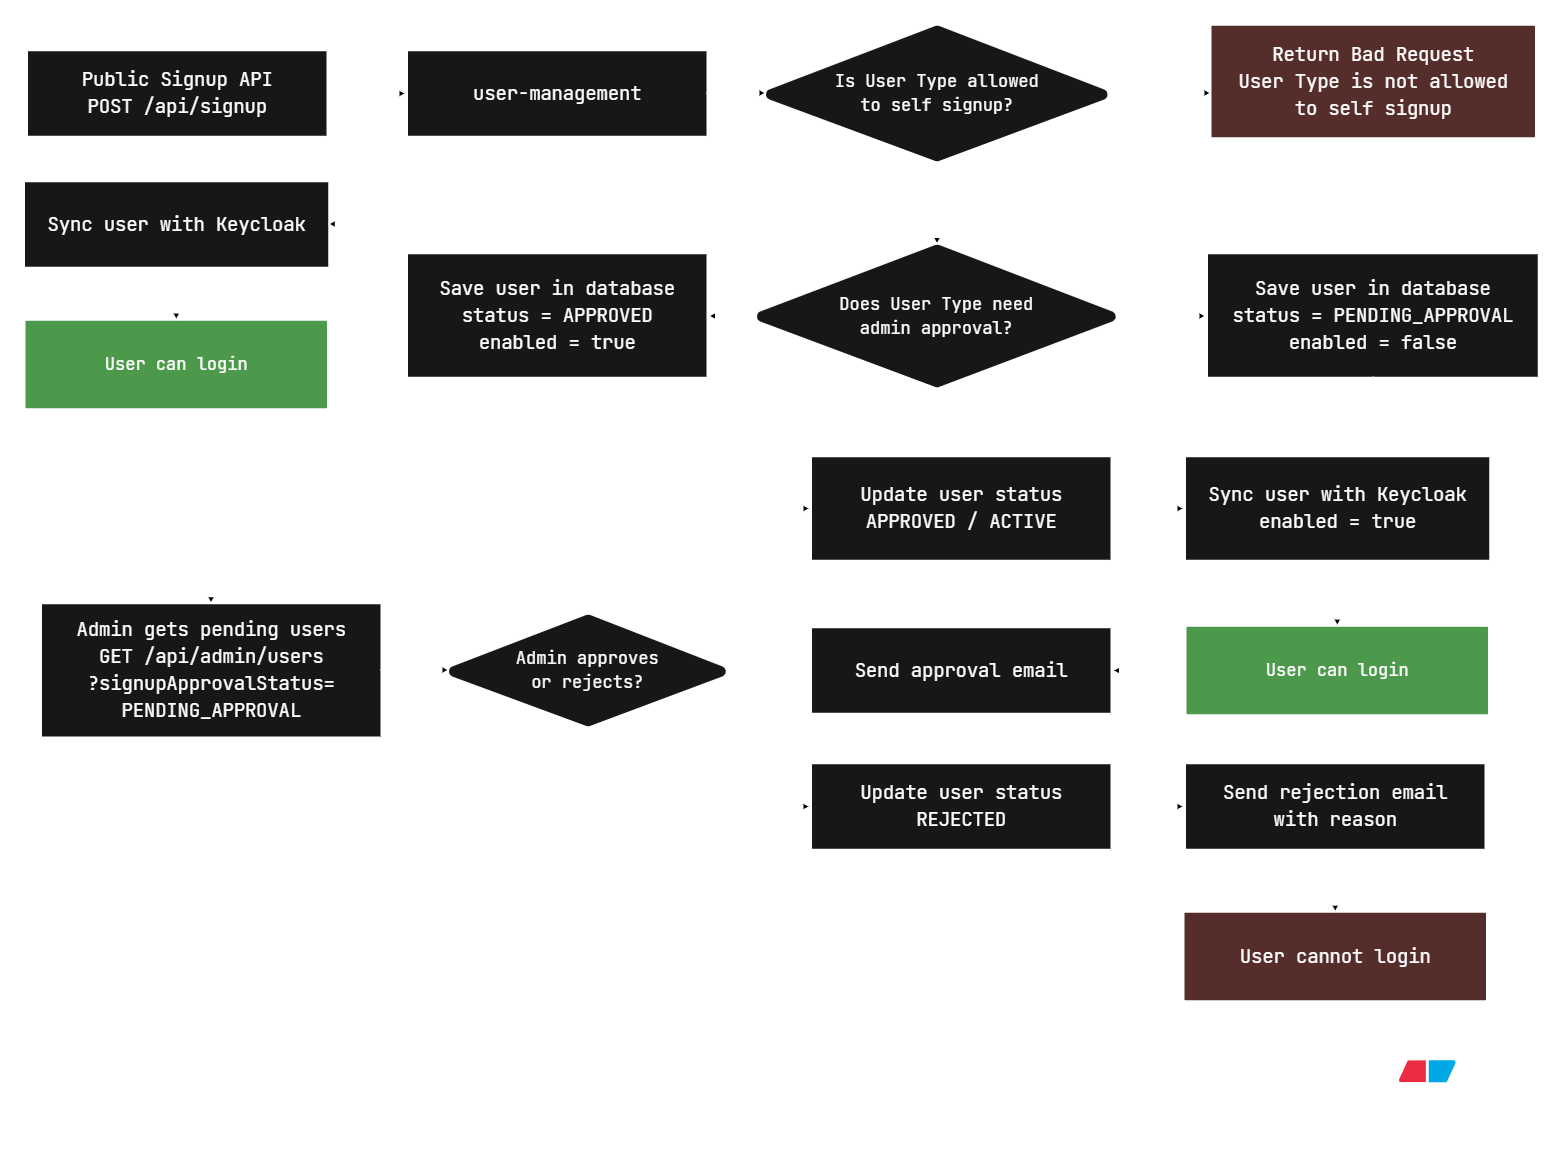 Public Signup API
POST /api/signup
user-management
Is User Type allowed
to self signup?
Return Bad Request
User Type is not allowed
to self signup
Sync user with Keycloak
User can login
Save user in database
status = APPROVED
enabled = true
Does User Type need
admin approval?
Save user in database
status = PENDING_APPROVAL
enabled = false
Update user status
APPROVED / ACTIVE
Sync user with Keycloak
enabled = true
Admin gets pending users
GET /api/admin/users
?signupApprovalStatus=
PENDING_APPROVAL
Admin approves
or rejects?
Send approval email
User can login
Update user status
REJECTED
Send rejection email
with reason
User cannot login